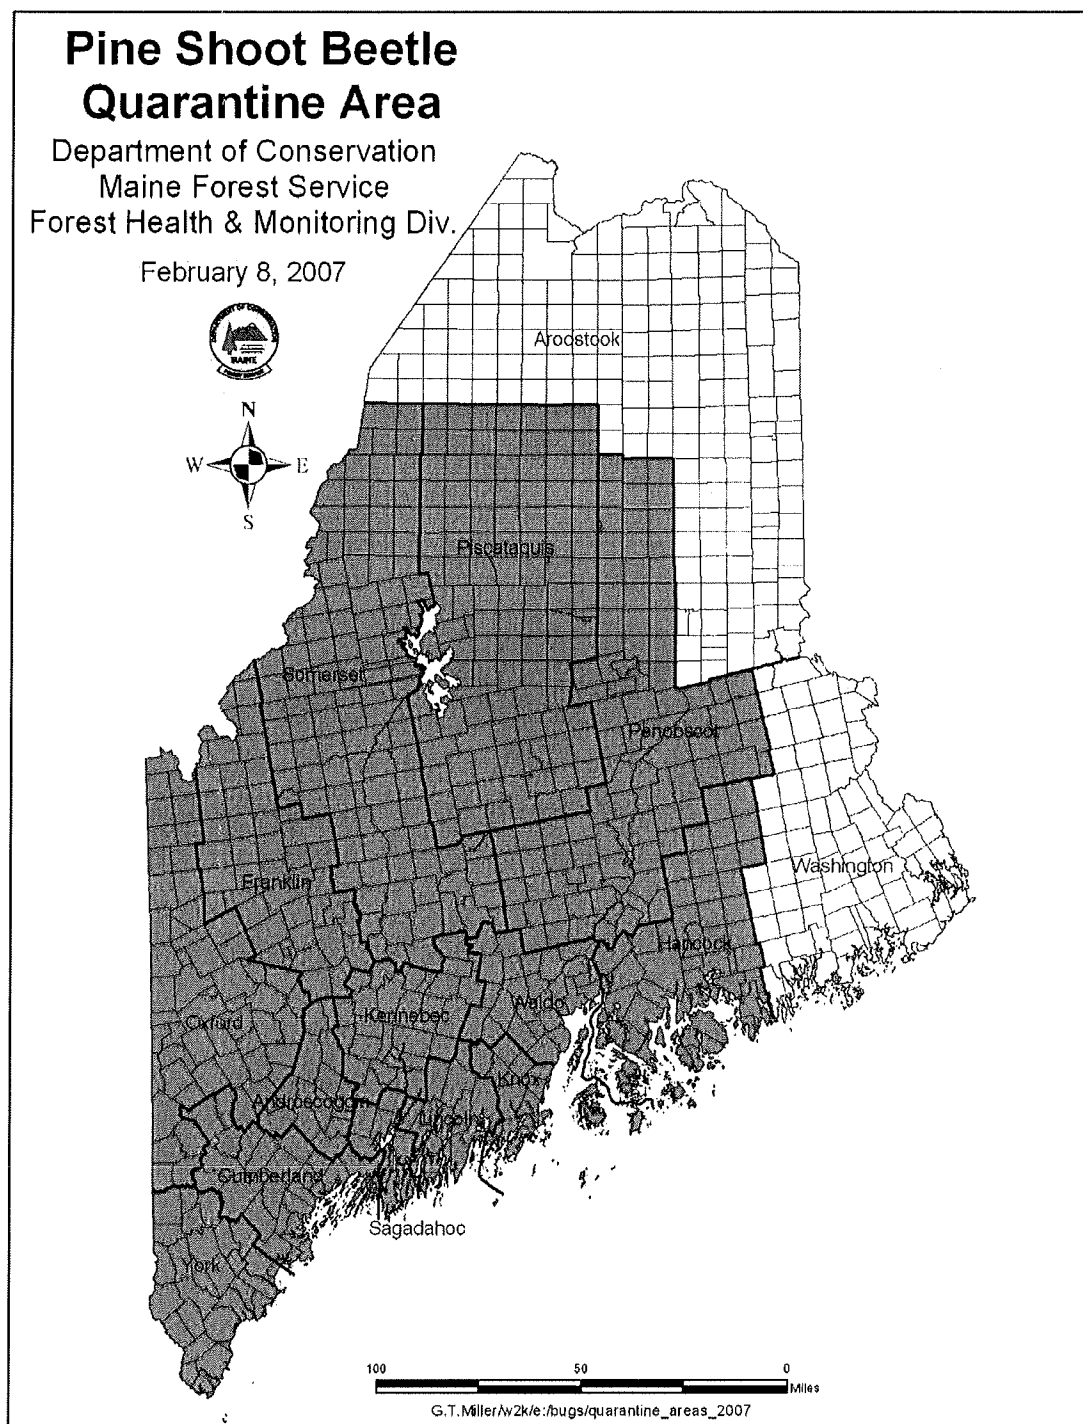 Pine Shoot Beetle
Quarantine Area
Department of Conservation
Maine Forest Service
Forest Health & Monitoring Div.
February 8, 2007
MAINE
N
W E
S
Aroostook
Piscataquis
Somerset
Penobscot
Franklin
Washington
Hancock
Oxford
Kennebec
Waldo
Knox
Androscoggin
Lincoln
Cumberland
Sagadahoc
York
100 50 0
Miles
G.T.Miller/w2k/e:/bugs/quarantine_areas_2007